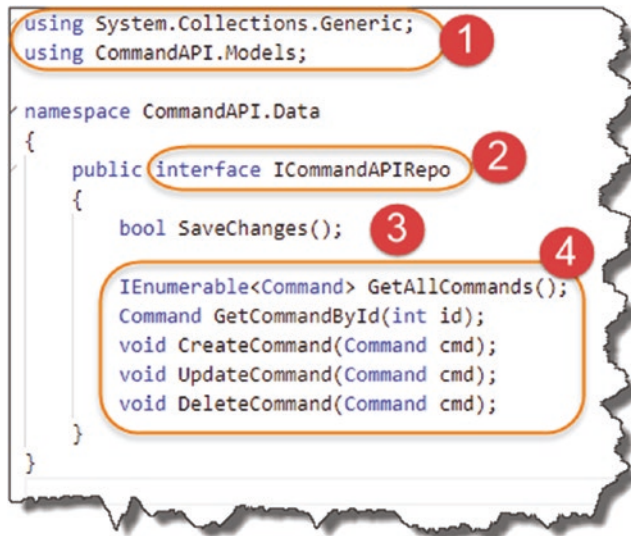 using System.Collections.Generic;
using CommandAPI.Models;
1
namespace CommandAPI.Data
{
public interface ICommandAPIRepo
2
{
bool SaveChanges();
3
4
IEnumerable<Command> GetAllCommands();
Command GetCommandById(int id);
void CreateCommand(Command cmd);
void UpdateCommand(Command cmd);
void DeleteCommand(Command cmd);
}
}